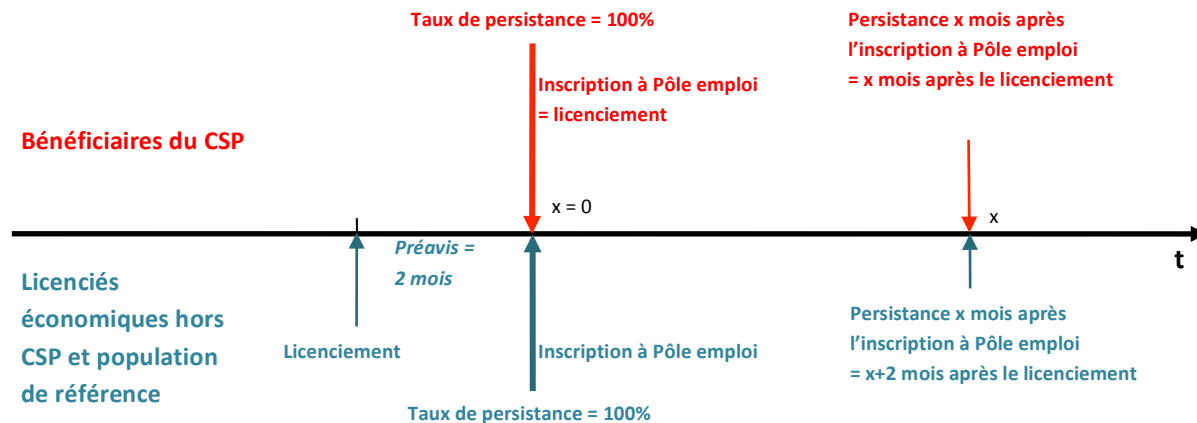 Taux de persistance = 100%
Persistance x mois après
l’inscription à Pôle emploi
= x mois après le licenciement
Inscription à Pôle emploi
= licenciement
Bénéficiaires du CSP
x = 0
x
Préavis =
2 mois
t
Licenciés
économiques hors
CSP et population
de référence
Licenciement
Inscription à Pôle emploi
Persistance x mois après
l’inscription à Pôle emploi
= x+2 mois après le licenciement
Taux de persistance = 100%